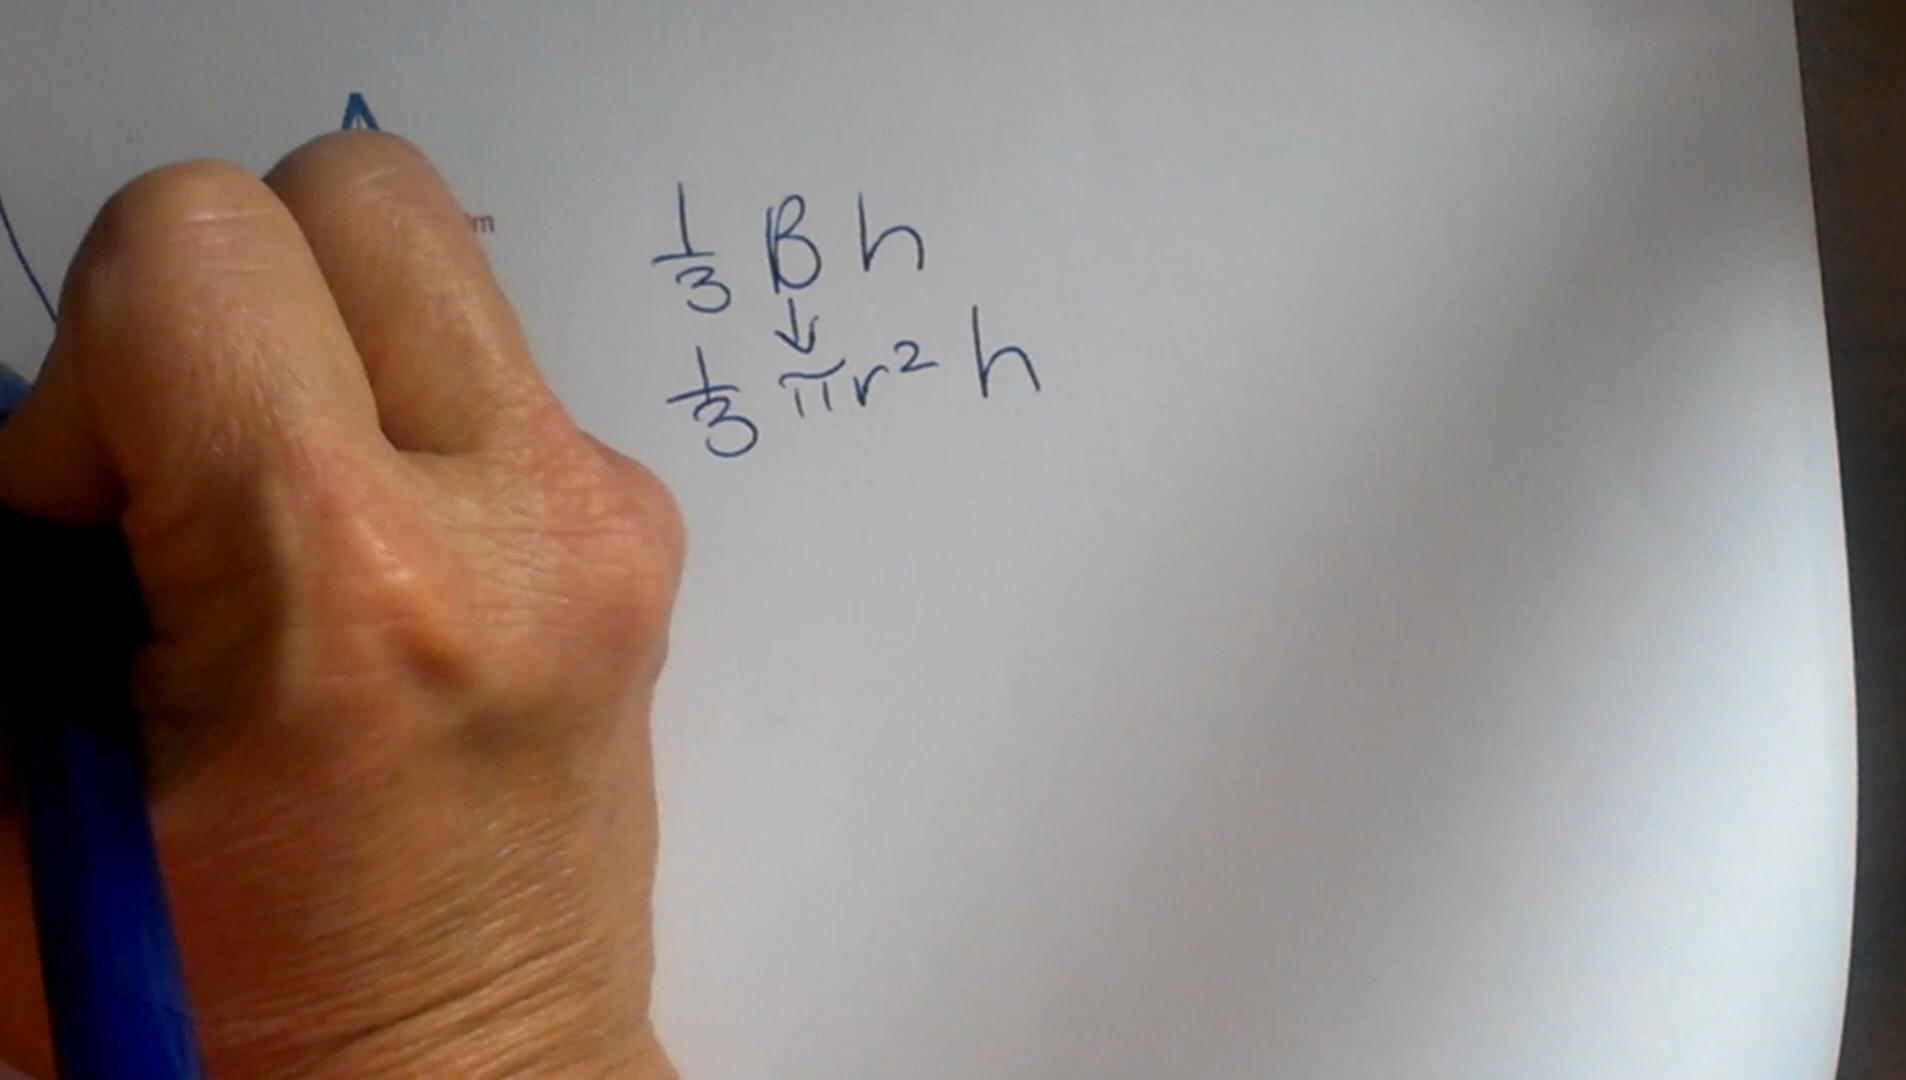 m
1/3 B h
↓
1/3 πr² h